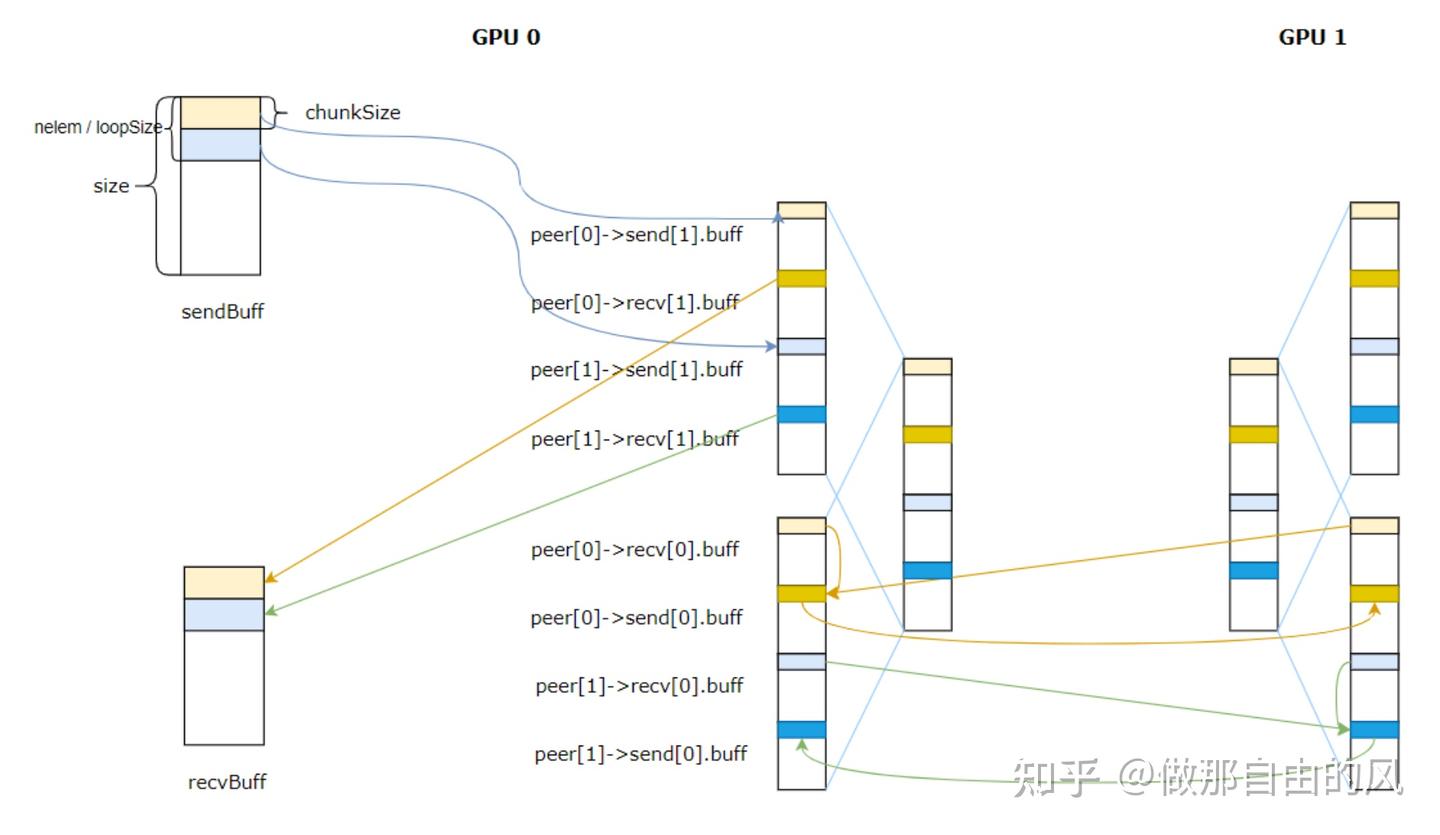 GPU 0
GPU 1
chunkSize
nelem / loopSize
size
sendBuff
peer[0]->send[1].buff
peer[0]->recv[1].buff
peer[1]->send[1].buff
peer[1]->recv[1].buff
peer[0]->recv[0].buff
peer[0]->send[0].buff
peer[1]->recv[0].buff
peer[1]->send[0].buff
recvBuff
知乎 @做那自由的风